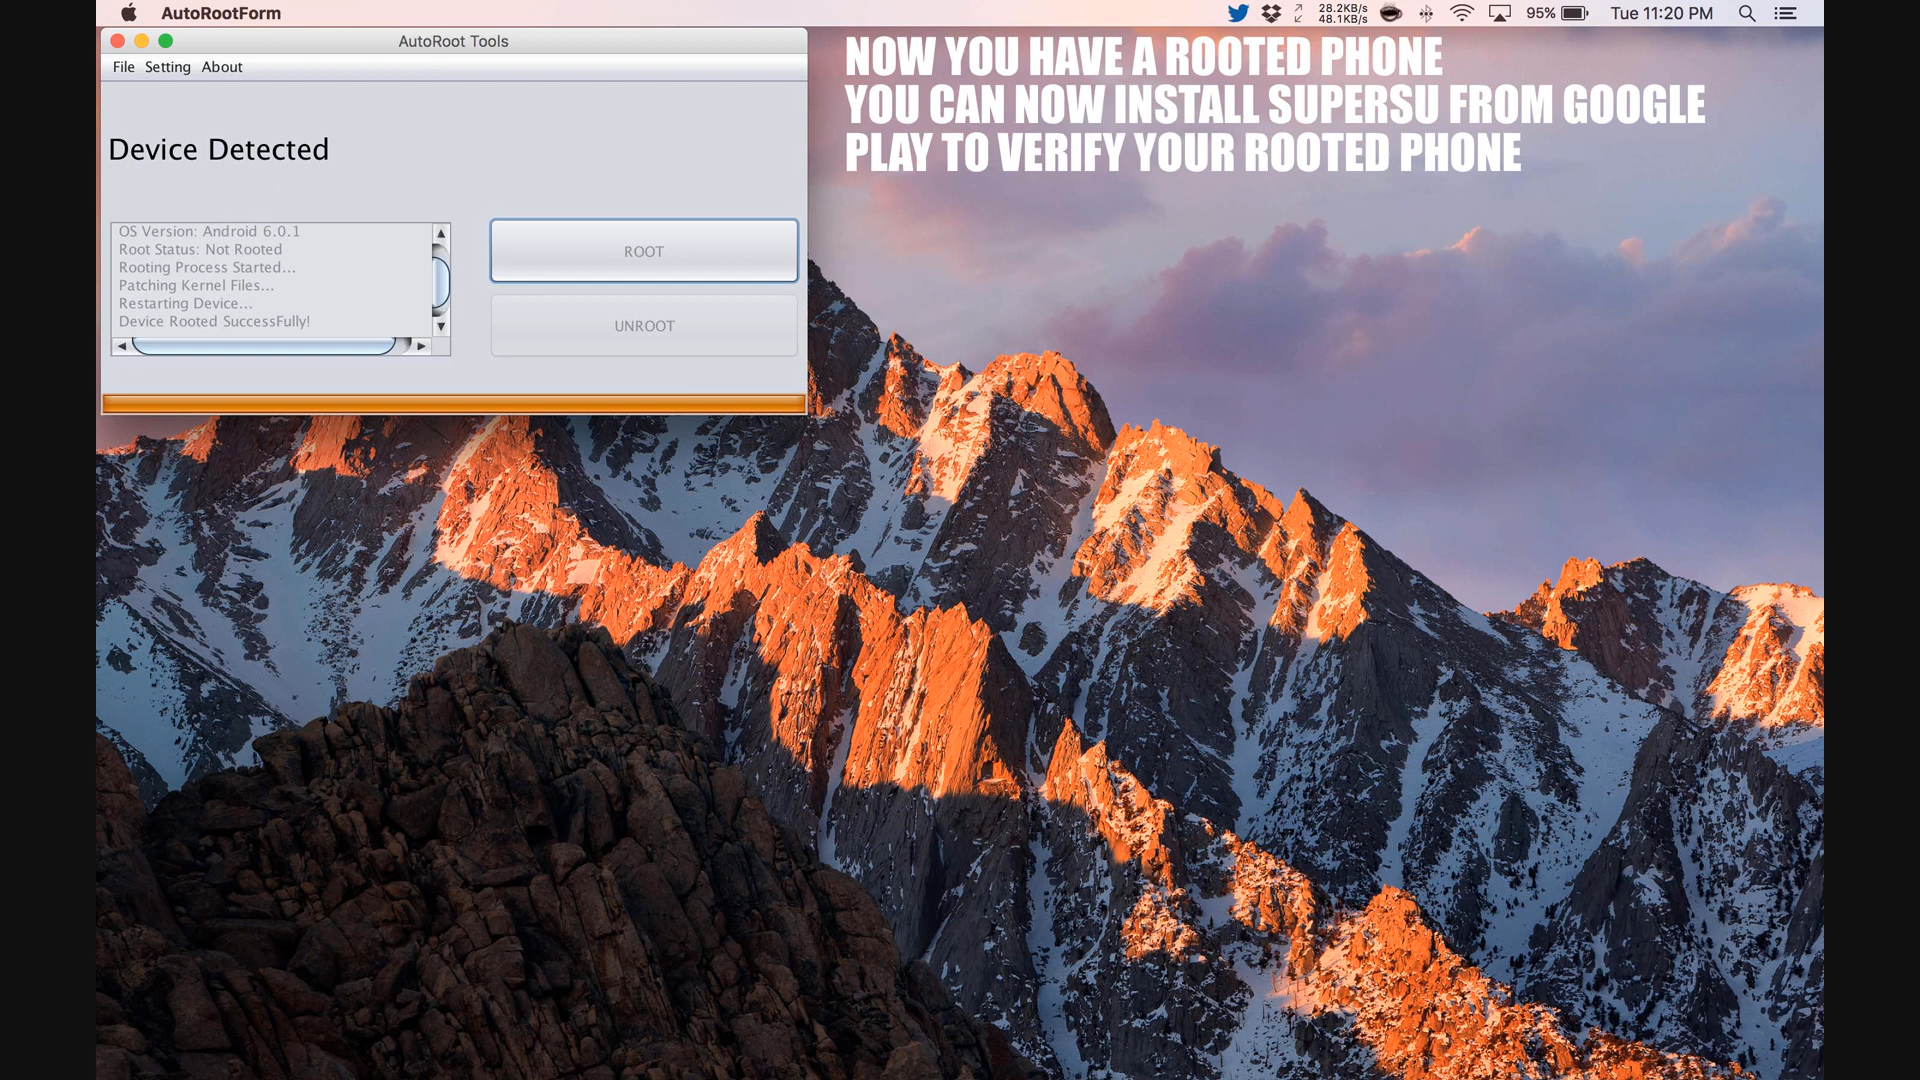 AutoRootForm
28.2KB/s
48.1KB/s
95%
Tue 11:20 PM
AutoRoot Tools
File Setting About
Device Detected
OS Version: Android 6.0.1
Root Status: Not Rooted
Rooting Process Started...
Patching Kernel Files...
Restarting Device...
Device Rooted SuccessFully!
ROOT
UNROOT
NOW YOU HAVE A ROOTED PHONE
YOU CAN NOW INSTALL SUPERSU FROM GOOGLE
PLAY TO VERIFY YOUR ROOTED PHONE